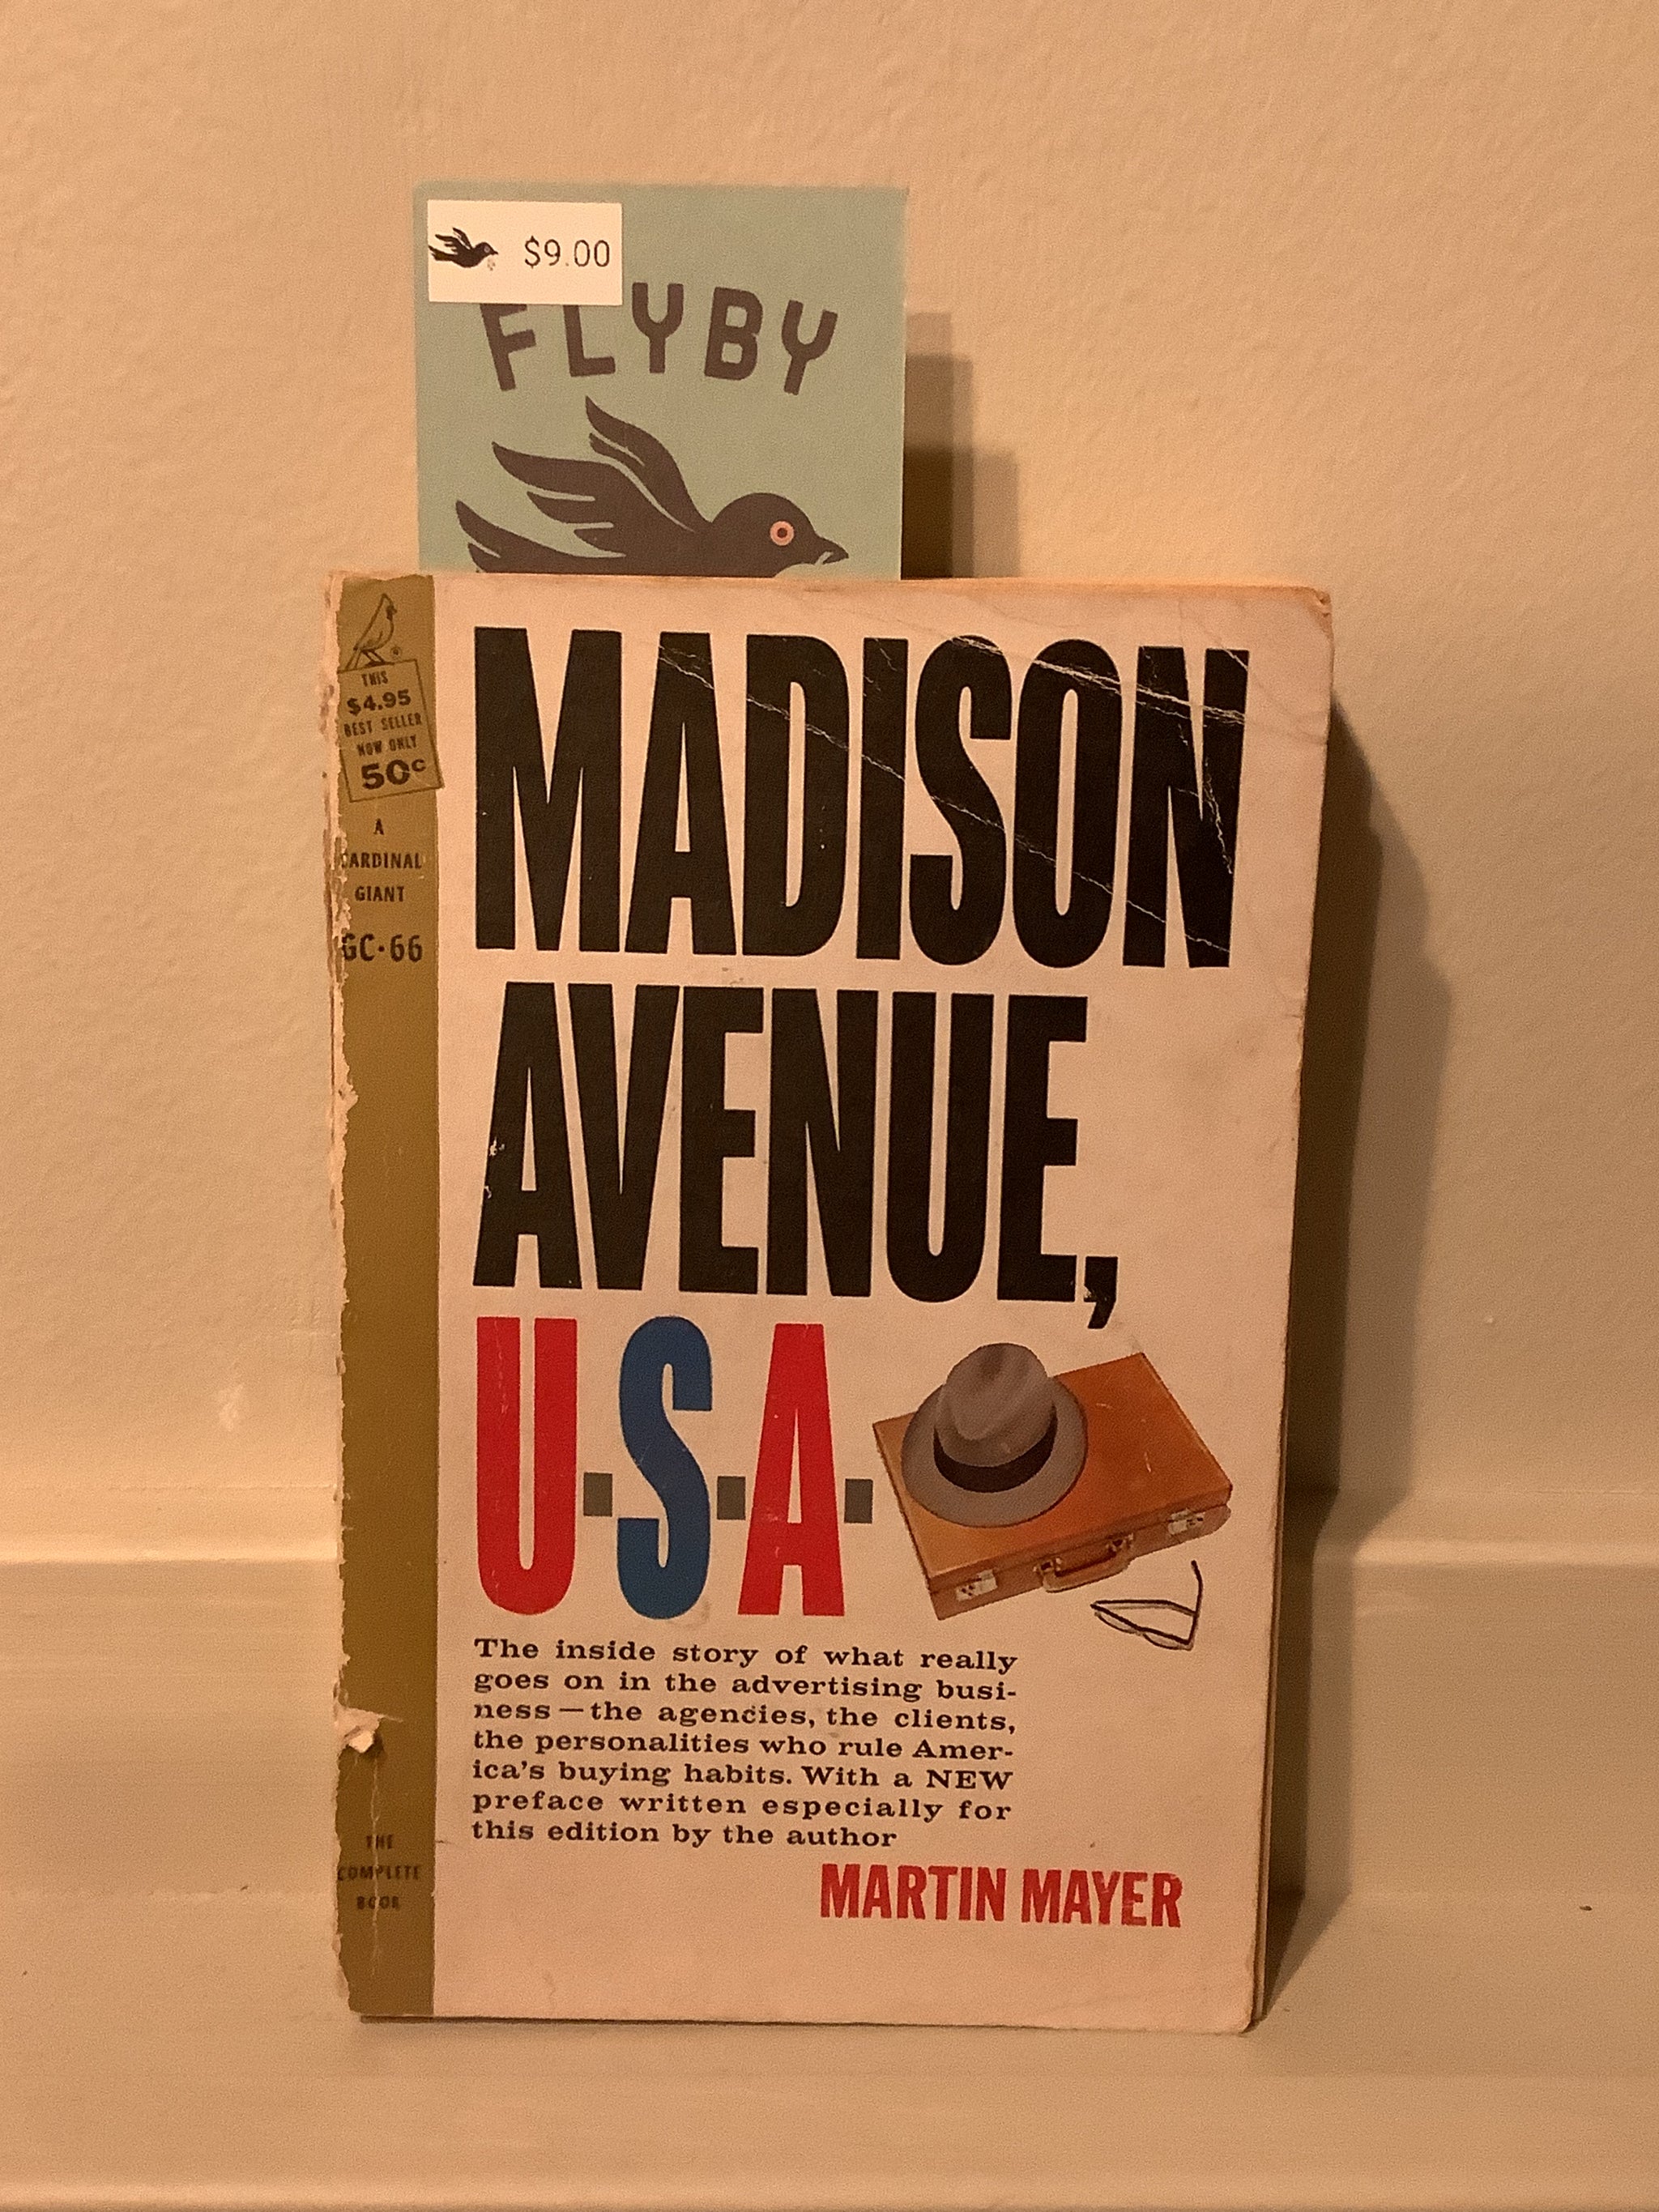 $9.00
FLYBY
THIS
$4.95
BEST SELLER
NOW ONLY
50c
A
CARDINAL
GIANT
GC·66
MADISON
AVENUE,
U·S·A·
The inside story of what really
goes on in the advertising busi-
ness—the agencies, the clients,
the personalities who rule Amer-
ica's buying habits. With a NEW
preface written especially for
this edition by the author
MARTIN MAYER
THE
COMPLETE
BOOK